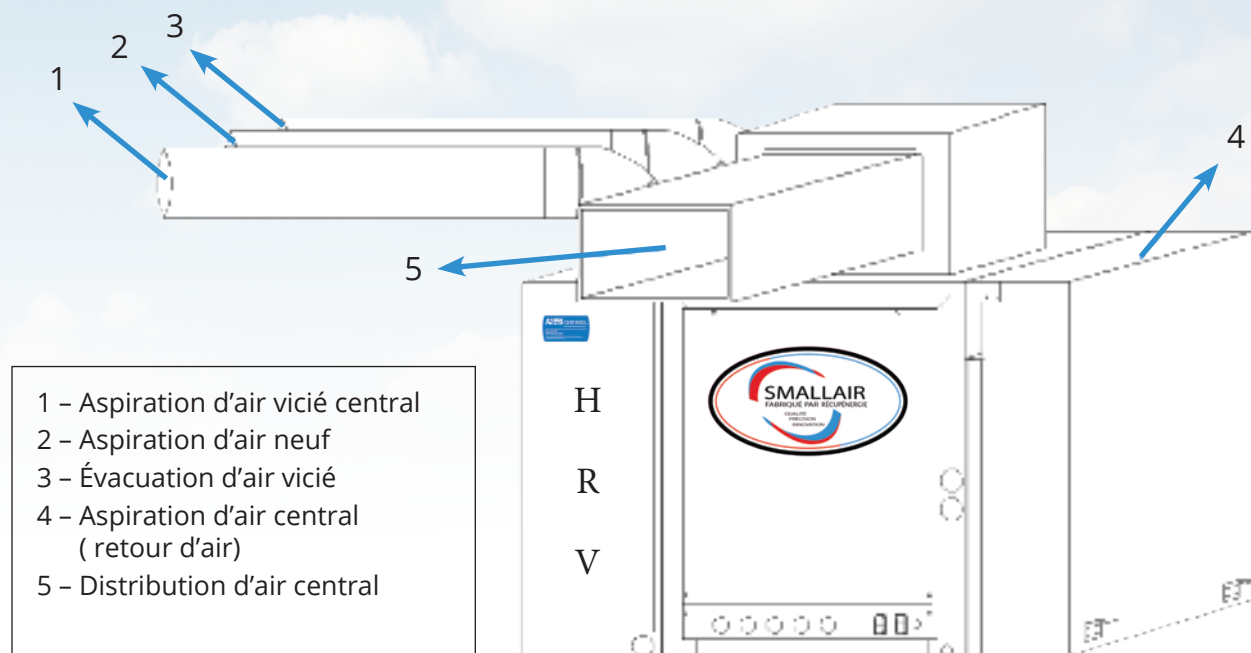 3
2
1
4
5
SMALLAIR
FABRIQUÉ PAR RÉCUPÉNERGIE
QUALITÉ
PRÉCISION
INNOVATION
H
R
V
1 – Aspiration d’air vicié central
2 – Aspiration d’air neuf
3 – Évacuation d’air vicié
4 – Aspiration d’air central
( retour d’air)
5 – Distribution d’air central